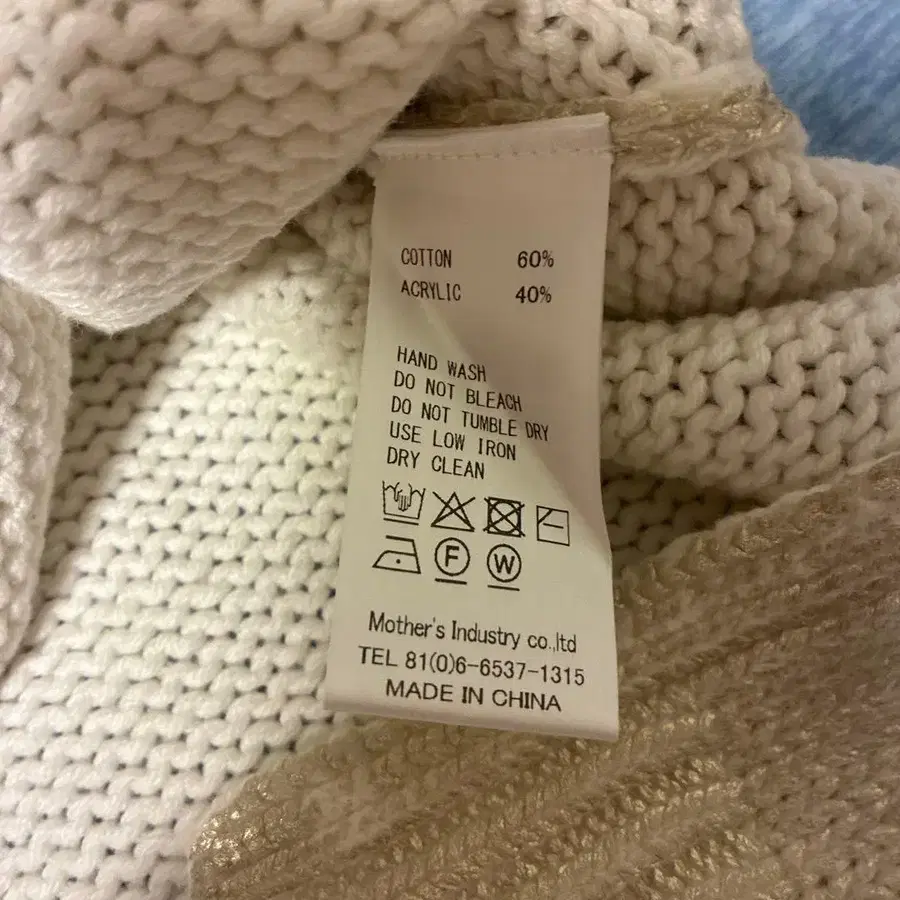 COTTON 60%
ACRYLIC 40%
HAND WASH
DO NOT BLEACH
DO NOT TUMBLE DRY
USE LOW IRON
DRY CLEAN
F W
Mother's Industry co.,ltd
TEL 81(0)6-6537-1315
MADE IN CHINA